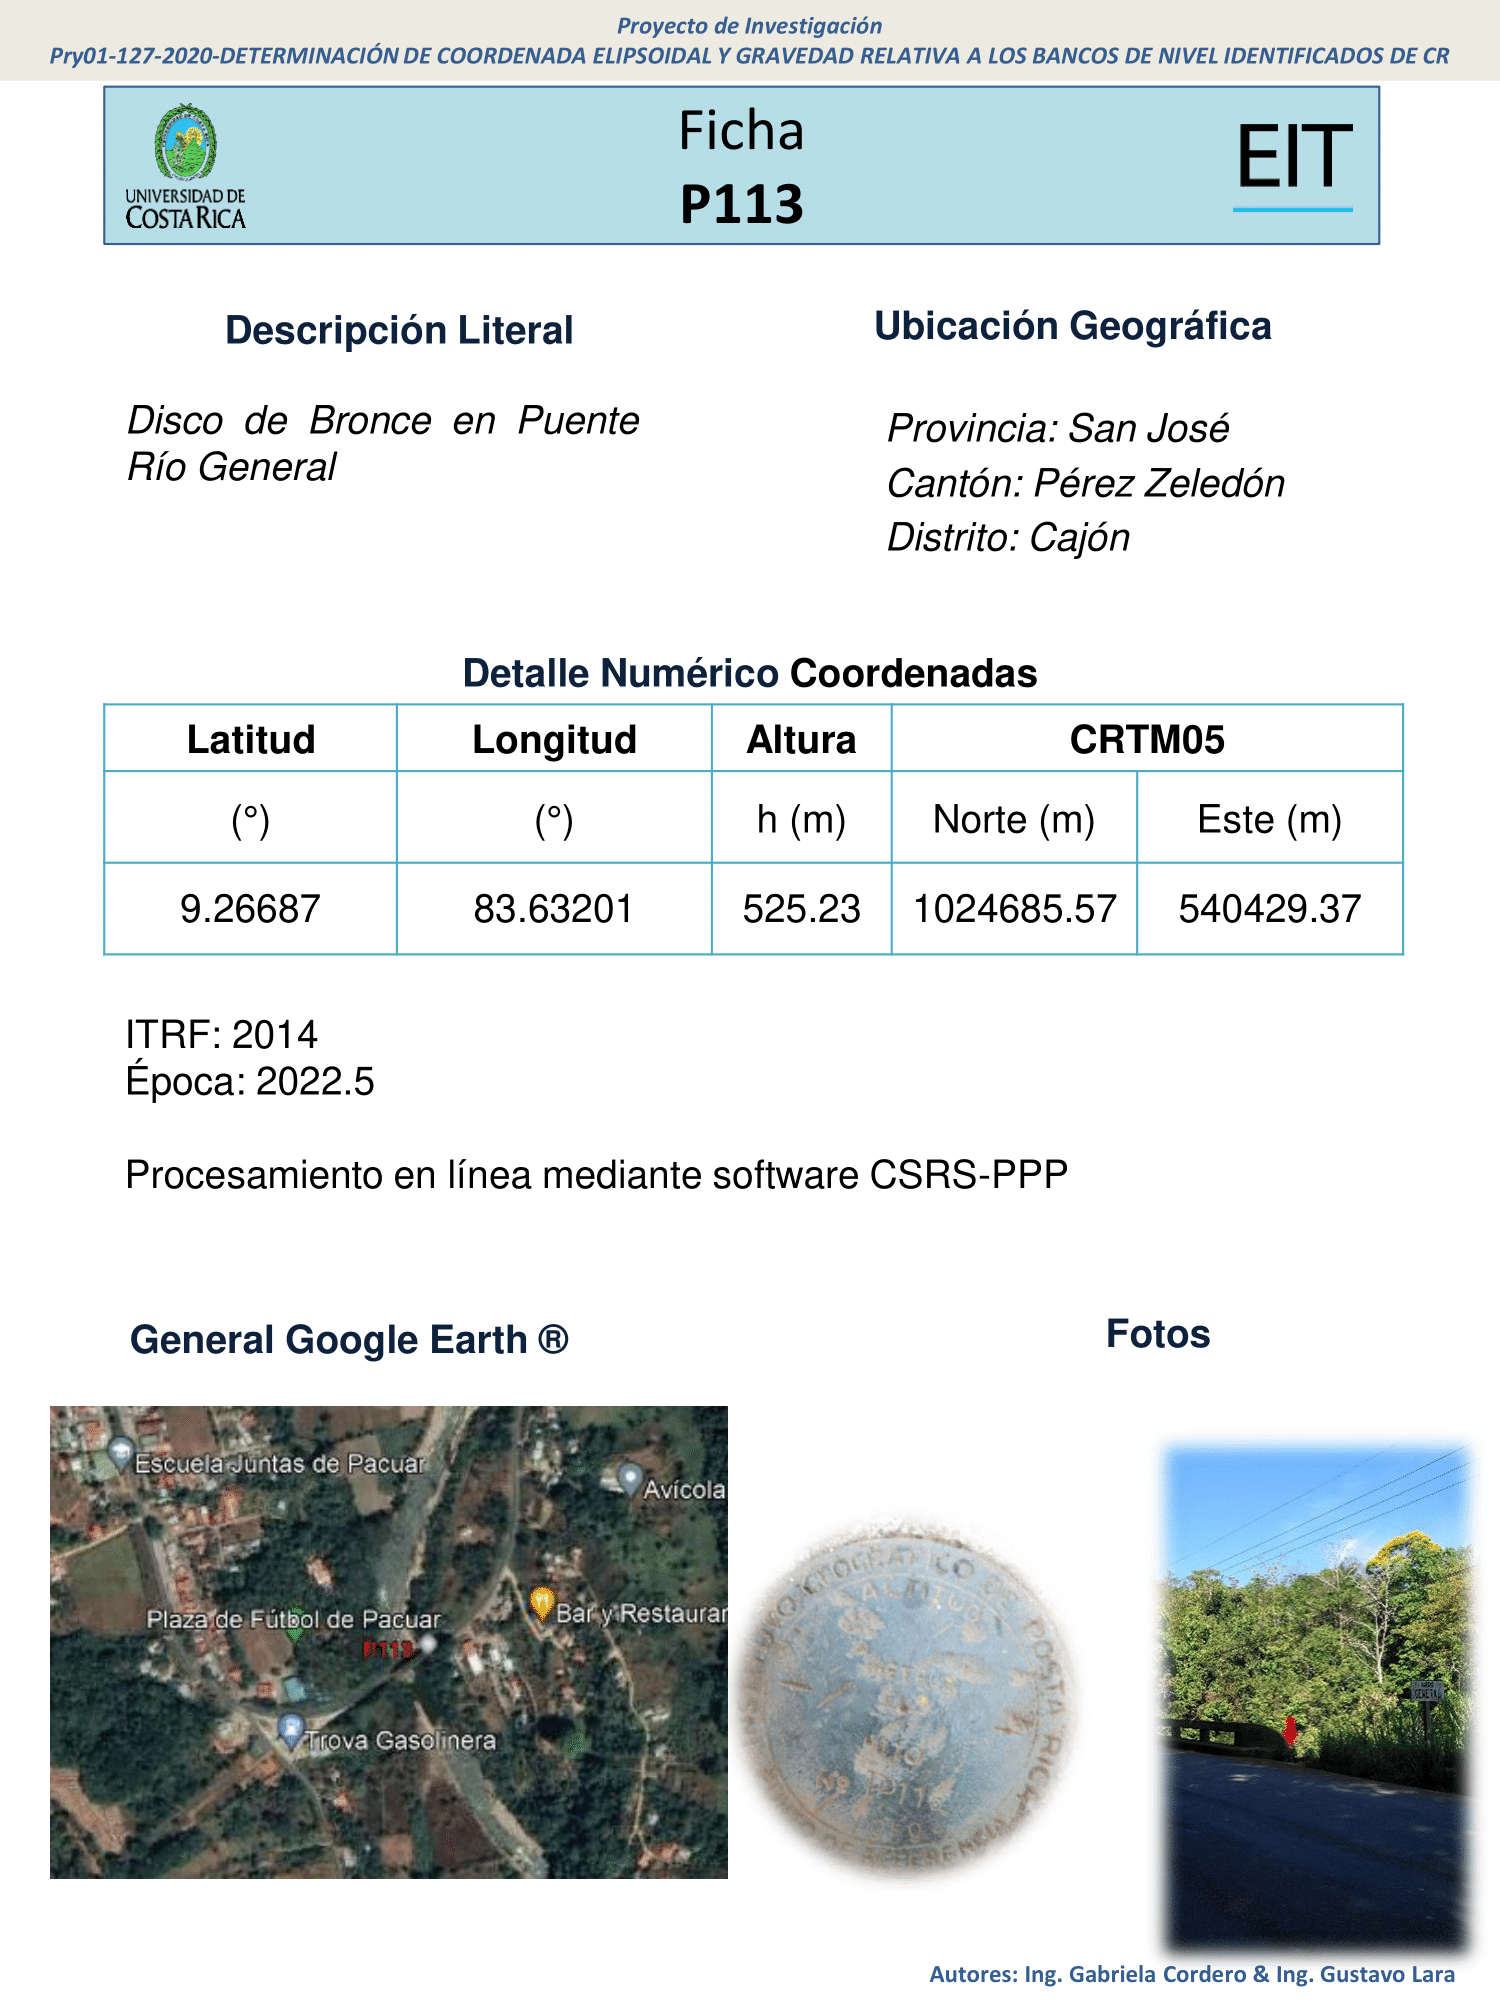 Proyecto de Investigación
Pry01-127-2020-DETERMINACIÓN DE COORDENADA ELIPSOIDAL Y GRAVEDAD RELATIVA A LOS BANCOS DE NIVEL IDENTIFICADOS DE CR
UNIVERSIDAD DE
COSTA RICA
Ficha
P113
EIT
Descripción Literal
Disco de Bronce en Puente
Río General
Ubicación Geográfica
Provincia: San José
Cantón: Pérez Zeledón
Distrito: Cajón
Detalle Numérico Coordenadas
Latitud Longitud Altura CRTM05
(°) (°) h (m) Norte (m) Este (m)
9.26687 83.63201 525.23 1024685.57 540429.37
ITRF: 2014
Época: 2022.5
Procesamiento en línea mediante software CSRS-PPP
General Google Earth ®
Fotos
Escuela Juntas de Pacuar
Avícola
Plaza de Fútbol de Pacuar
Bar y Restaurar
P113
Trova Gasolinera
COSTA RICA
GENERAL
Autores: Ing. Gabriela Cordero & Ing. Gustavo Lara